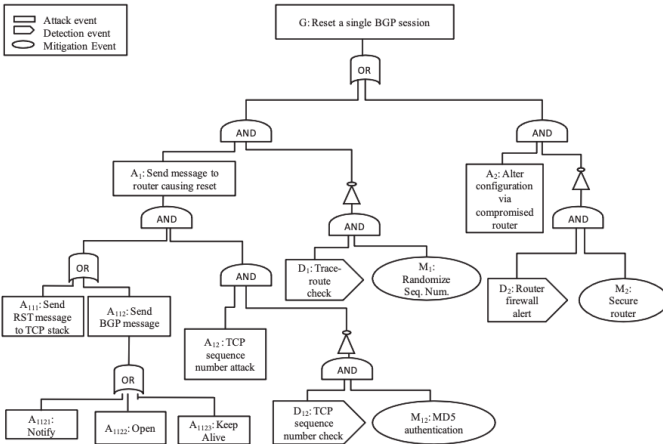 Attack event
Detection event
Mitigation Event
G: Reset a single BGP session
OR
AND
AND
A1: Send message to
router causing reset
A2: Alter
configuration
via
compromised
router
AND
AND
AND
OR
AND
D1: Trace-
route
check
M1:
Randomize
Seq. Num.
D2: Router
firewall
alert
M2:
Secure
router
A111: Send
RST message
to TCP stack
A112: Send
BGP message
A12: TCP
sequence
number attack
OR
AND
A1121:
Notify
A1122: Open
A1123: Keep
Alive
D12: TCP
sequence
number check
M12: MD5
authentication